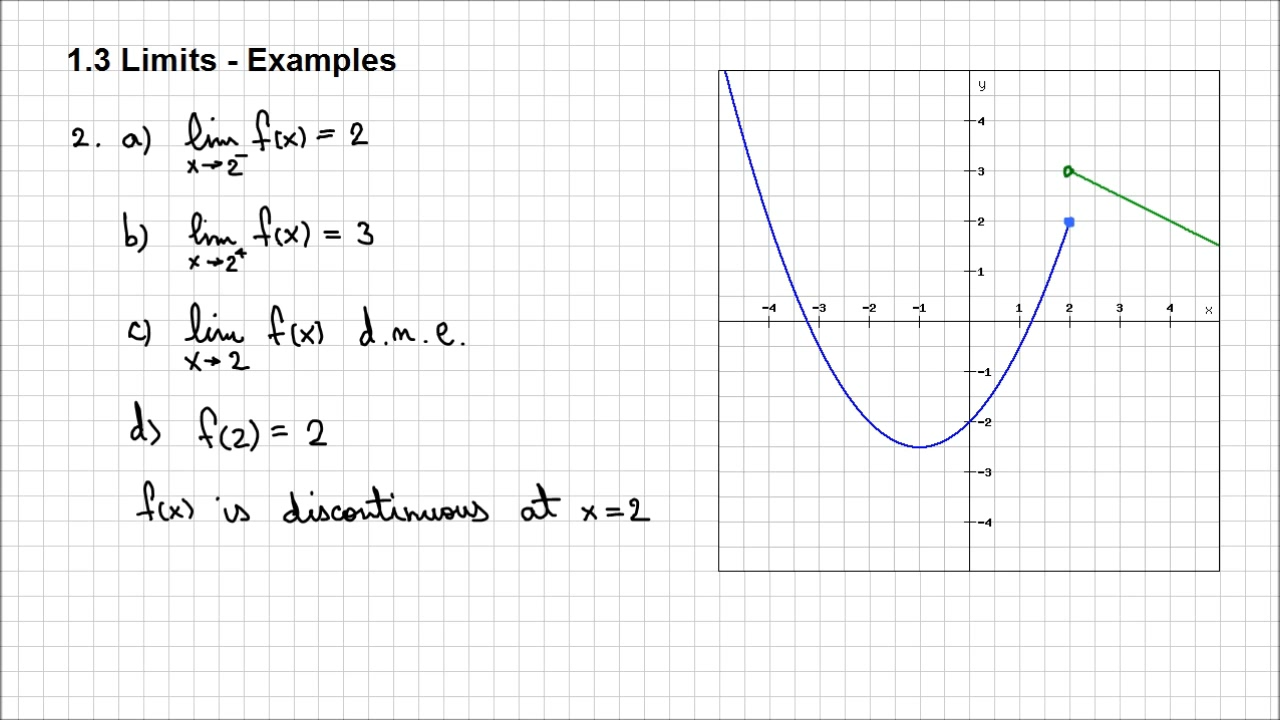 1.3 Limits - Examples
2. a) lim f(x) = 2
x→2⁻
b) lim f(x) = 3
x→2⁺
c) lim f(x) d.n.e.
x→2
d) f(2) = 2
f(x) is discontinuous at x=2
y
4
3
2
1
-4 -3 -2 -1 1 2 3 4 x
-1
-2
-3
-4